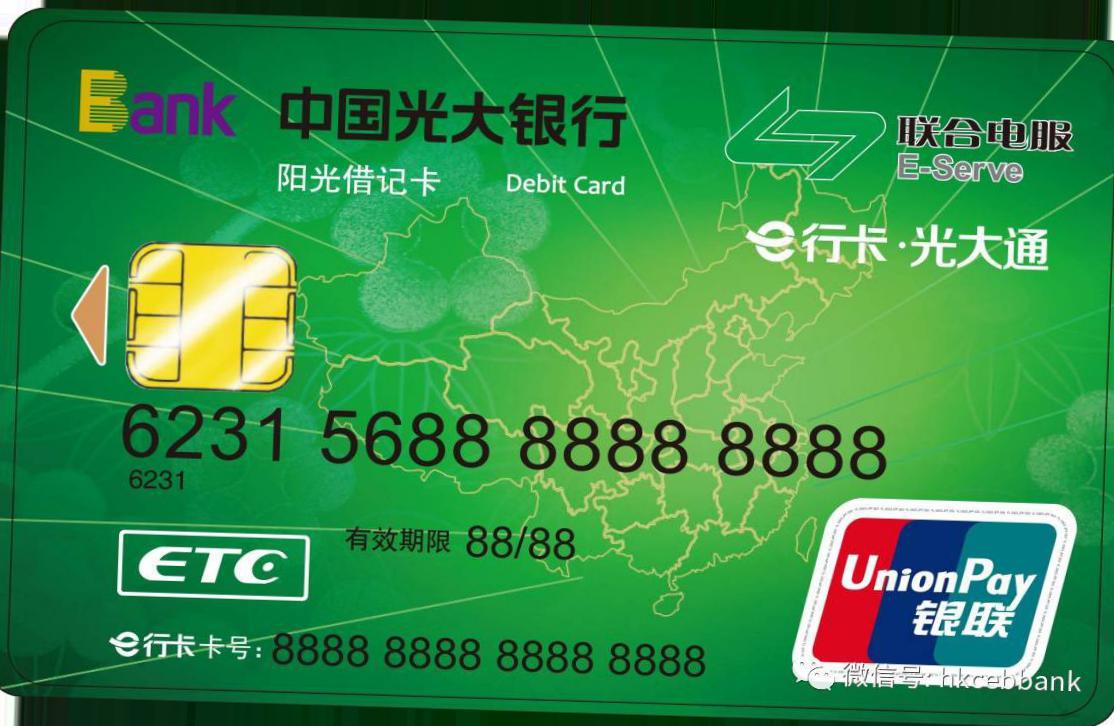 Bank 中国光大银行
阳光借记卡 Debit Card
联合电服
E-Serve
e行卡·光大通
6231 5688 8888 8888
6231
有效期限 88/88
ETC
e行卡卡号：8888 8888 8888 8888
UnionPay
银联
微信号: hkcebbank